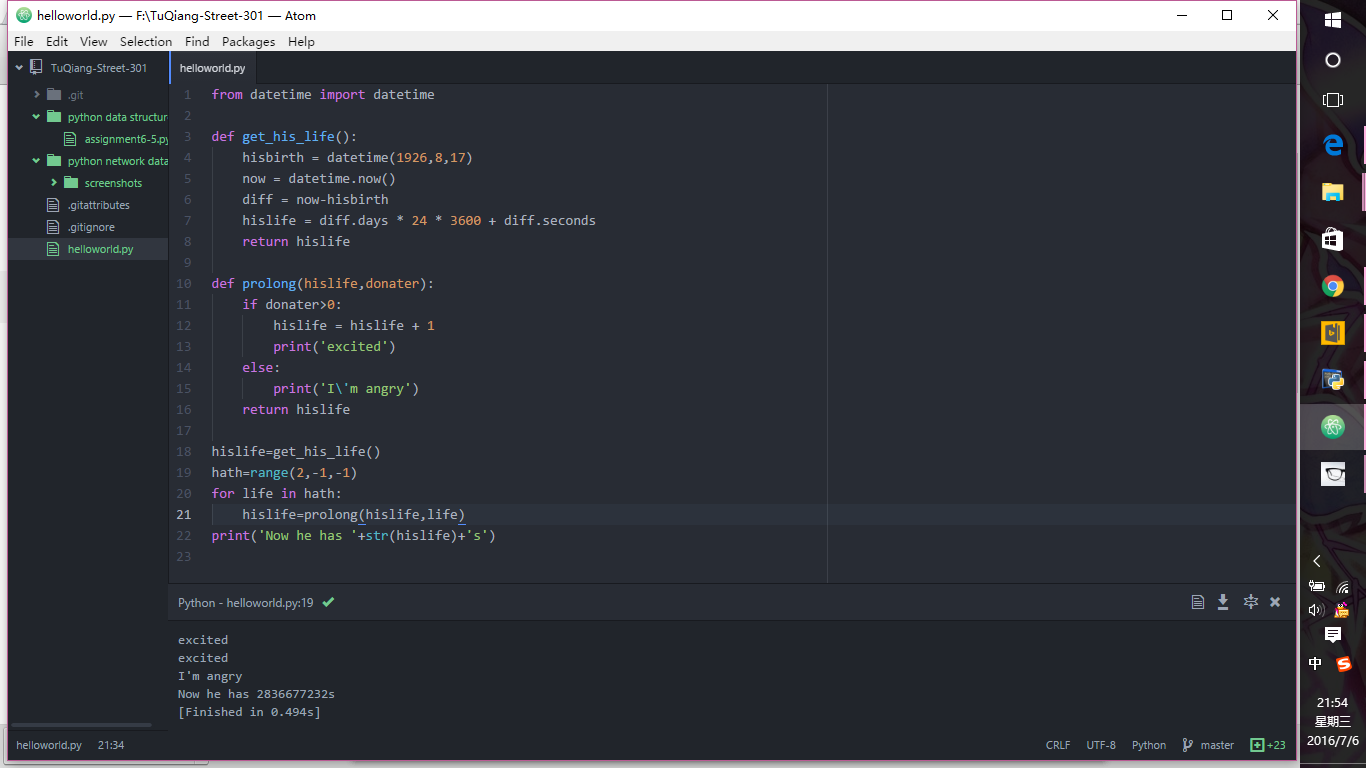 helloworld.py — F:\TuQiang-Street-301 — Atom
File Edit View Selection Find Packages Help
TuQiang-Street-301
.git
python data structur
assignment6-5.py
python network data
screenshots
.gitattributes
.gitignore
helloworld.py
helloworld.py
1 from datetime import datetime
2
3 def get_his_life():
4 hisbirth = datetime(1926,8,17)
5 now = datetime.now()
6 diff = now-hisbirth
7 hislife = diff.days * 24 * 3600 + diff.seconds
8 return hislife
9
10 def prolong(hislife,donater):
11 if donater>0:
12 hislife = hislife + 1
13 print('excited')
14 else:
15 print('I\'m angry')
16 return hislife
17
18 hislife=get_his_life()
19 hath=range(2,-1,-1)
20 for life in hath:
21 hislife=prolong(hislife,life)
22 print('Now he has '+str(hislife)+'s')
23
Python - helloworld.py:19
excited
excited
I'm angry
Now he has 2836677232s
[Finished in 0.494s]
helloworld.py 21:34
CRLF UTF-8 Python master +23
中
21:54
星期三
2016/7/6